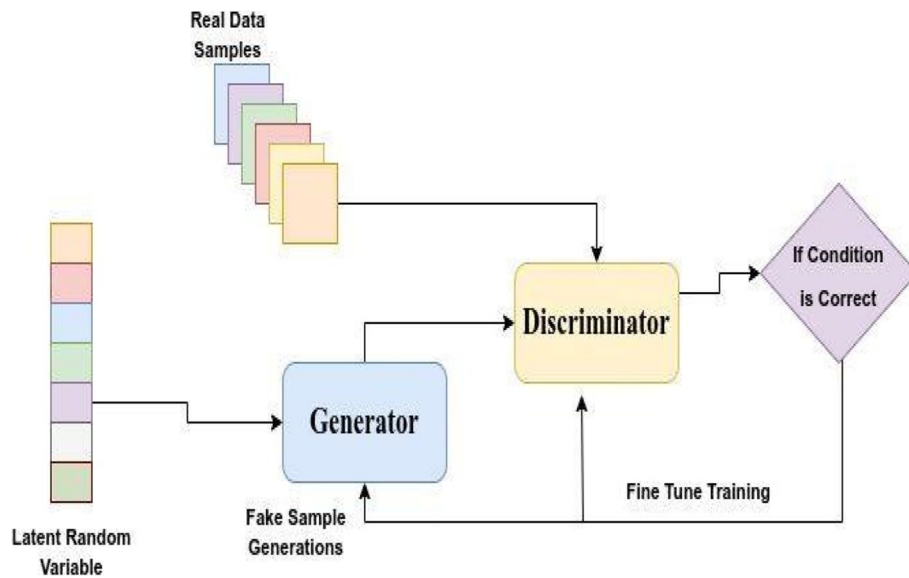 Real Data
Samples
If Condition
is Correct
Discriminator
Generator
Fine Tune Training
Fake Sample
Generations
Latent Random
Variable